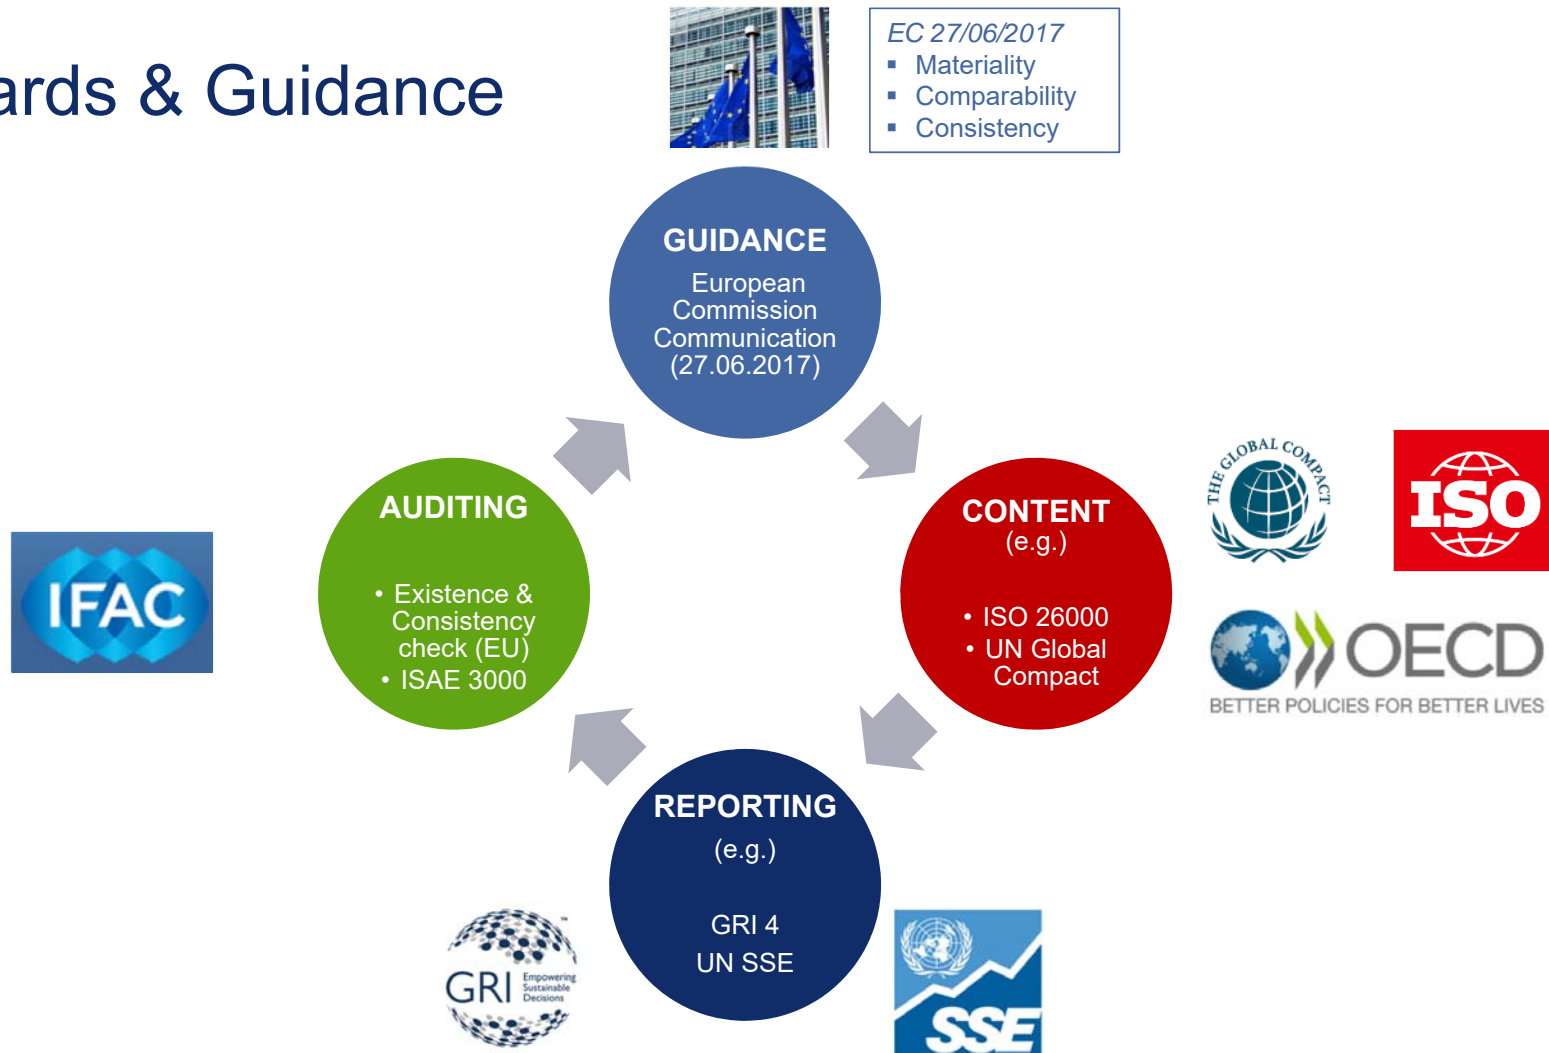 ards & Guidance
EC 27/06/2017
▪ Materiality
▪ Comparability
▪ Consistency
GUIDANCE
European
Commission
Communication
(27.06.2017)
AUDITING
• Existence &
Consistency
check (EU)
• ISAE 3000
CONTENT
(e.g.)
• ISO 26000
• UN Global
Compact
THE GLOBAL COMPACT
ISO
IFAC
OECD
BETTER POLICIES FOR BETTER LIVES
REPORTING
(e.g.)
GRI 4
UN SSE
GRI
Empowering
Sustainable
Decisions
™
SSE